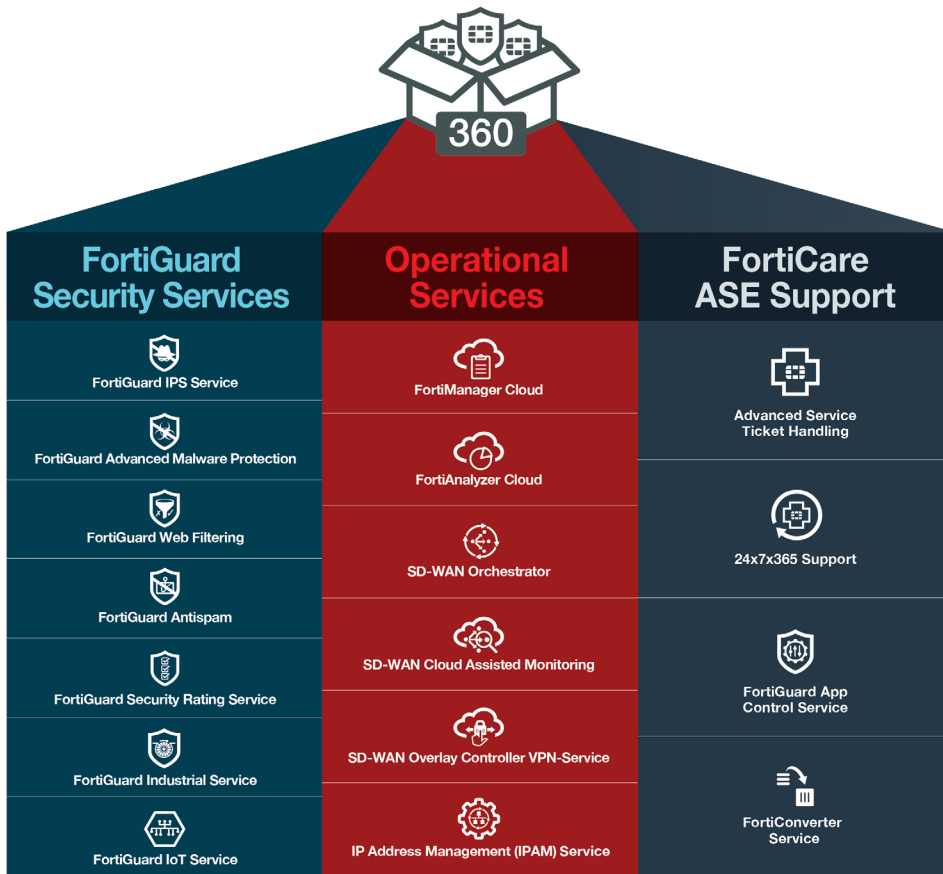 360
FortiGuard
Security Services
FortiGuard IPS Service
FortiGuard Advanced Malware Protection
FortiGuard Web Filtering
FortiGuard Antispam
FortiGuard Security Rating Service
FortiGuard Industrial Service
FortiGuard IoT Service
Operational
Services
FortiManager Cloud
FortiAnalyzer Cloud
SD-WAN Orchestrator
SD-WAN Cloud Assisted Monitoring
SD-WAN Overlay Controller VPN-Service
IP Address Management (IPAM) Service
FortiCare
ASE Support
Advanced Service
Ticket Handling
24x7x365 Support
FortiGuard App
Control Service
FortiConverter
Service